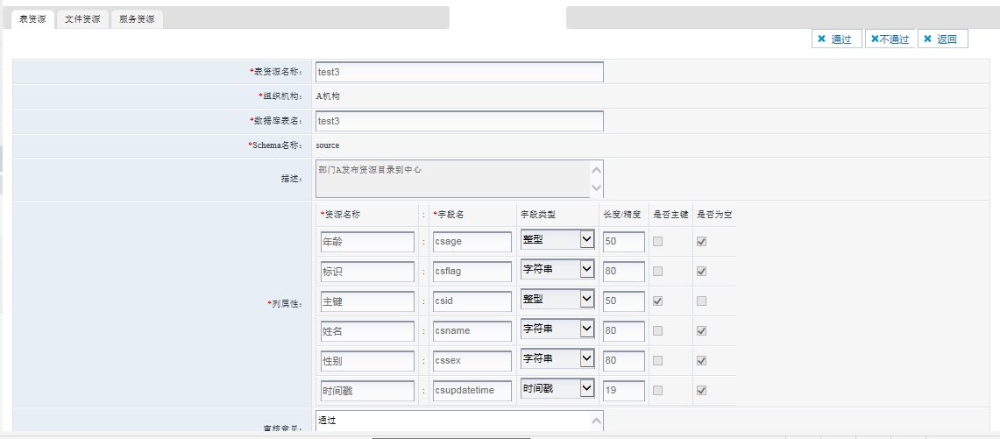 表资源 文件资源 服务资源
通过 不通过 返回
*表资源名称： test3
*组织机构： A机构
*数据库表名： test3
*Schema名称： source
描述： 部门A发布资源目录到中心
*资源名称 : *字段名 字段类型 长度/精度 是否主键 是否为空
年龄 : csage 整型 50
标识 : csflag 字符串 80
*列属性： 主键 : csid 整型 50
姓名 : csname 字符串 80
性别 : cssex 字符串 80
时间戳 : csupdatetime 时间戳 19
审核意见： 通过